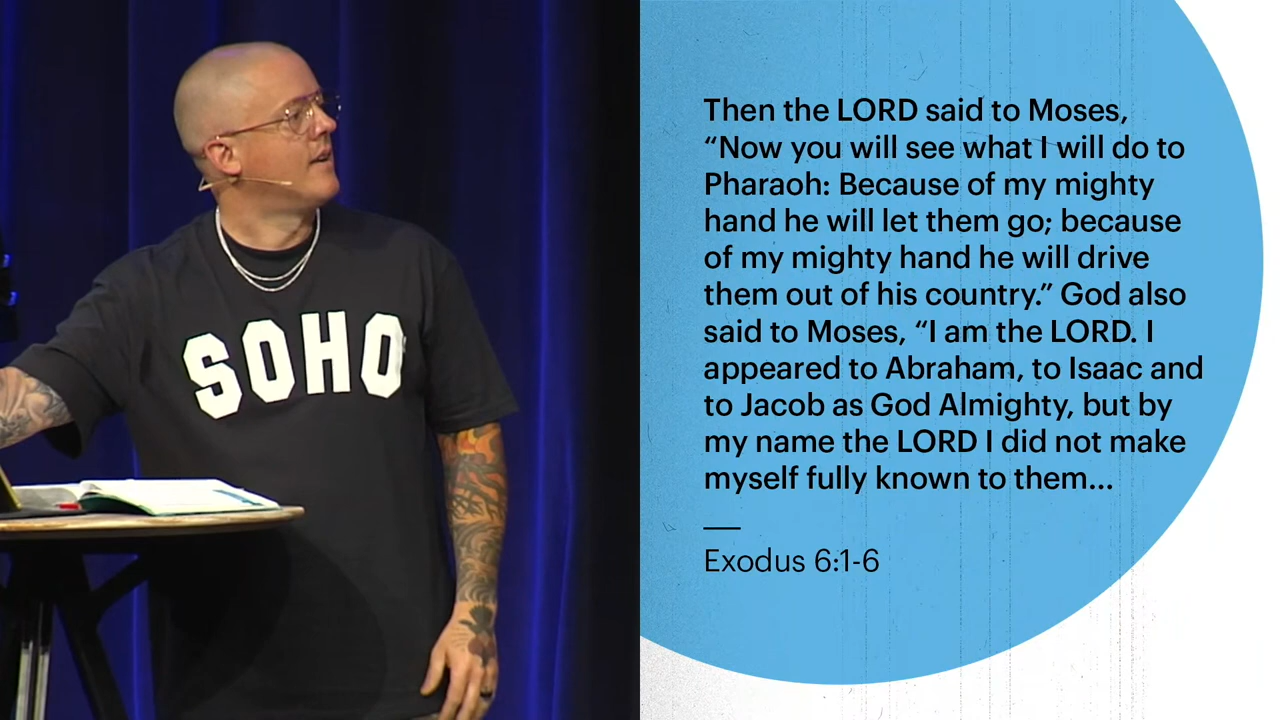 SOHO
Then the LORD said to Moses,
“Now you will see what I will do to
Pharaoh: Because of my mighty
hand he will let them go; because
of my mighty hand he will drive
them out of his country.” God also
said to Moses, “I am the LORD. I
appeared to Abraham, to Isaac and
to Jacob as God Almighty, but by
my name the LORD I did not make
myself fully known to them...
Exodus 6:1-6